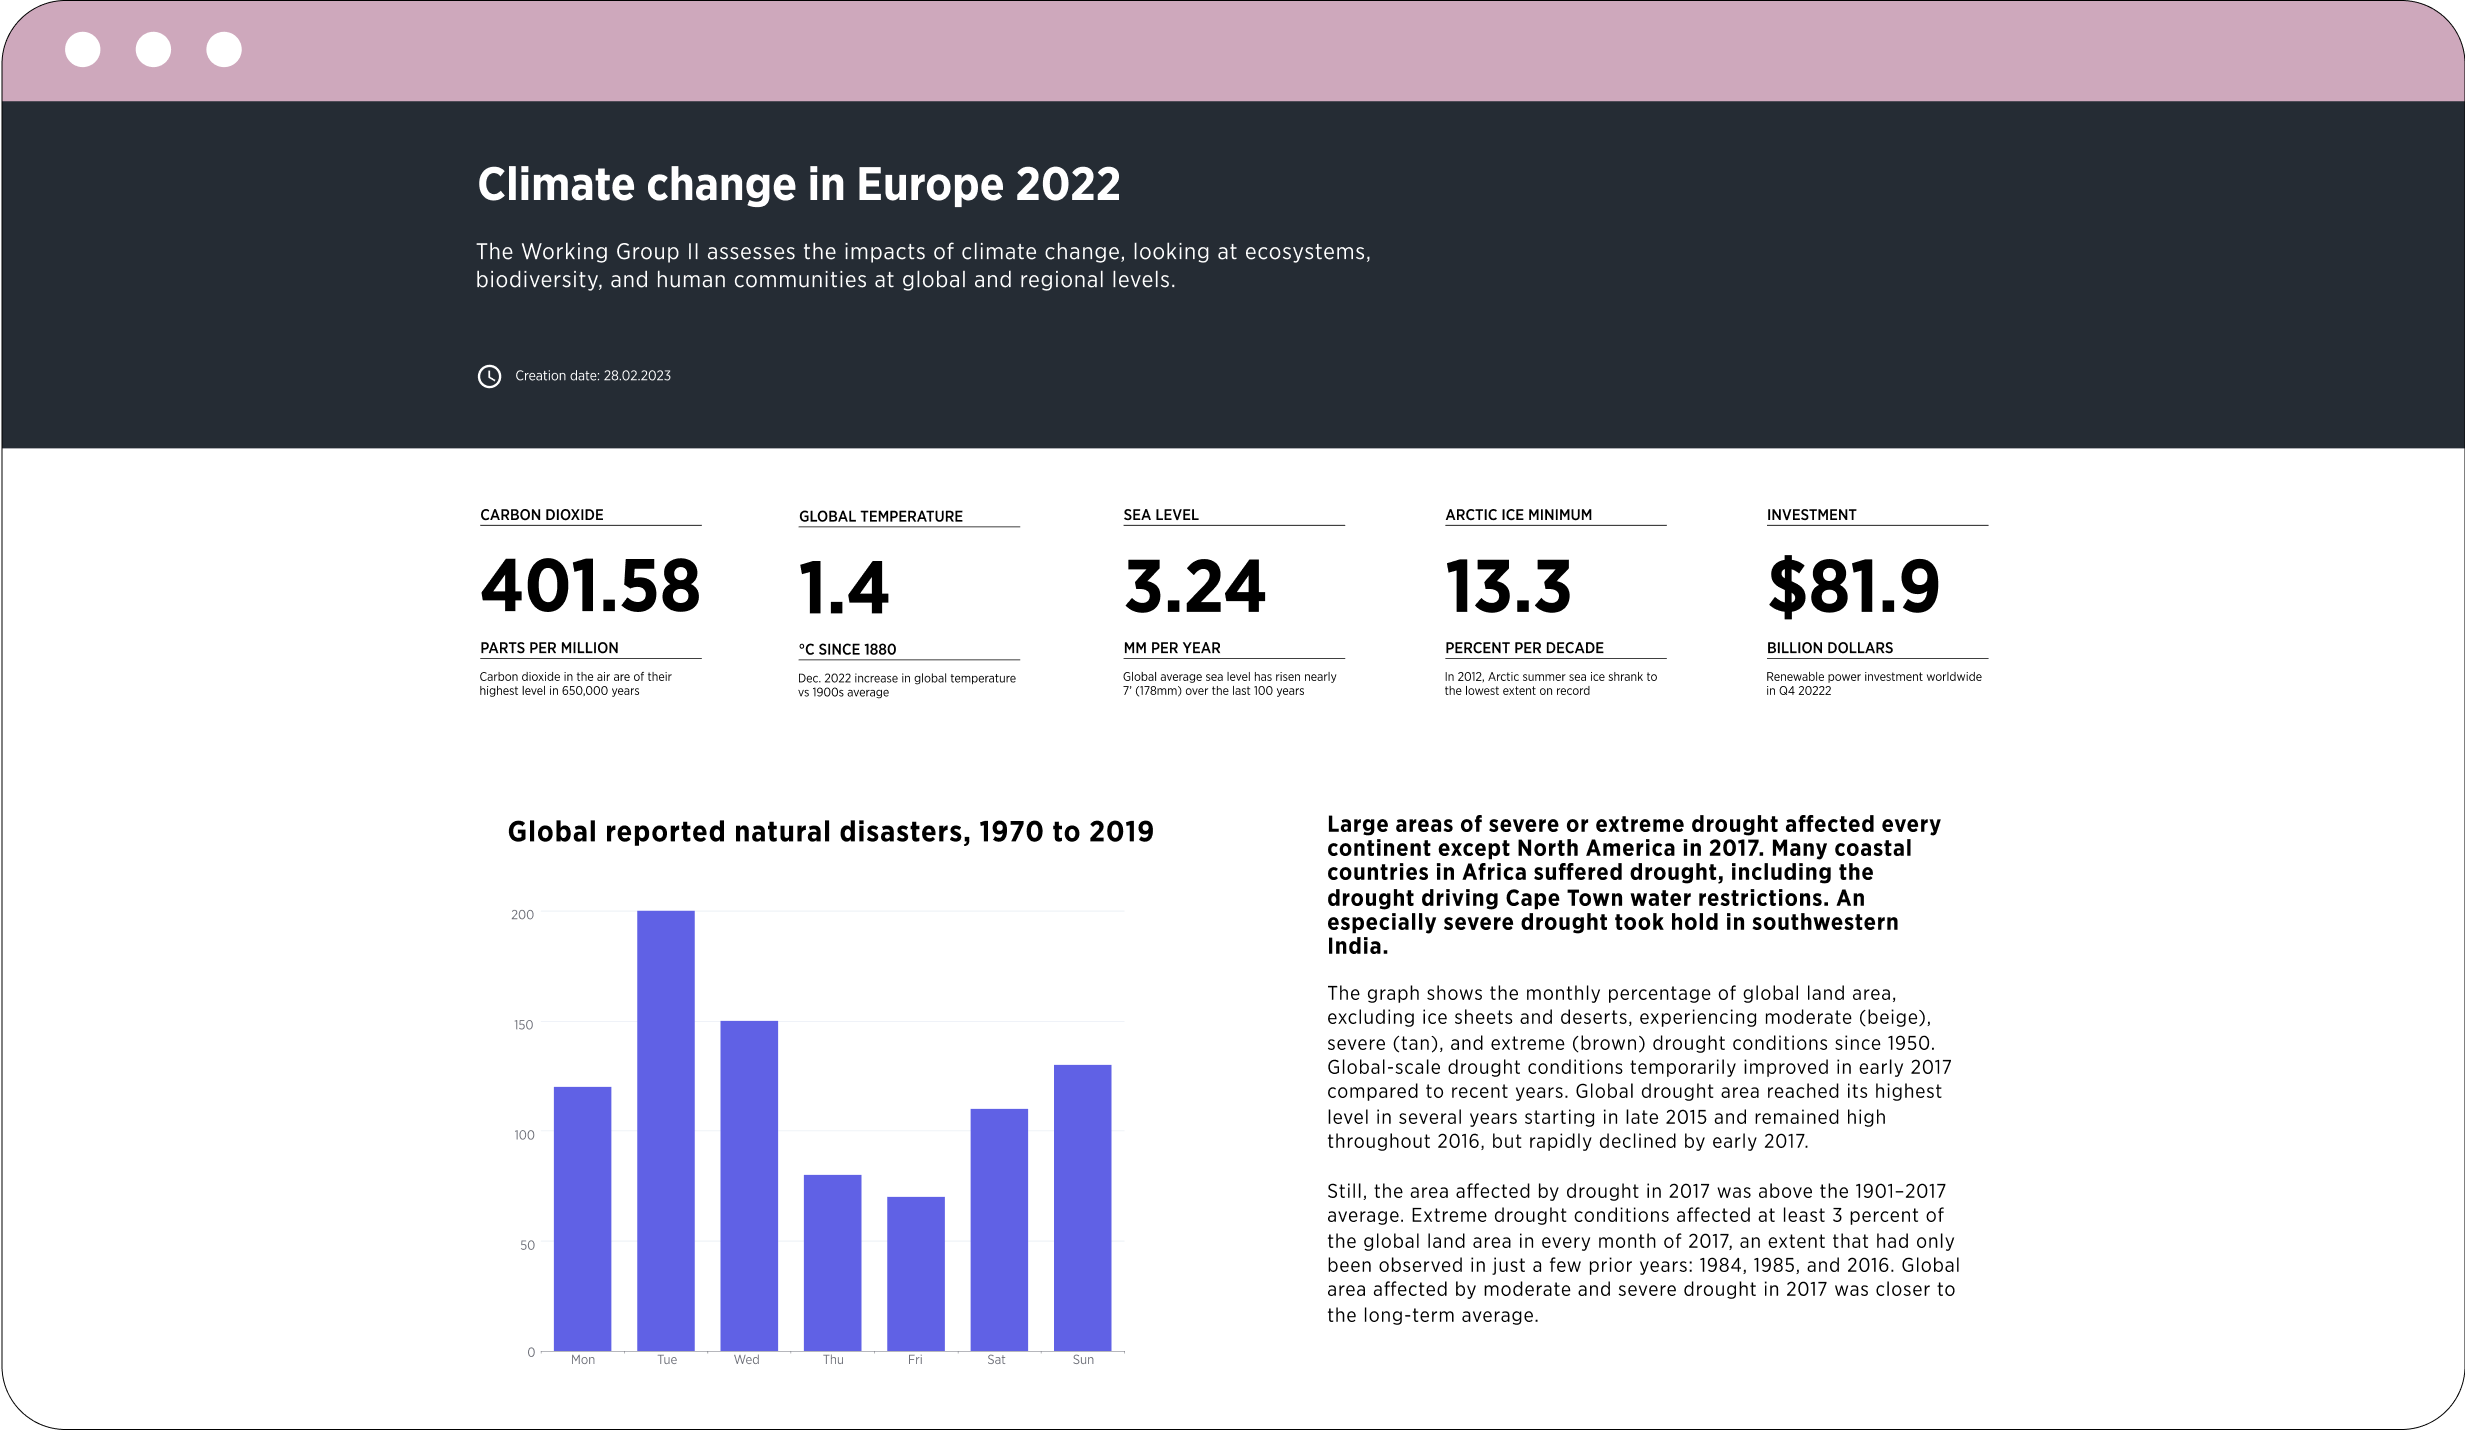 Climate change in Europe 2022
The Working Group II assesses the impacts of climate change, looking at ecosystems,
biodiversity, and human communities at global and regional levels.
Creation date: 28.02.2023
CARBON DIOXIDE
401.58
PARTS PER MILLION
Carbon dioxide in the air are of their
highest level in 650,000 years
GLOBAL TEMPERATURE
1.4
°C SINCE 1880
Dec. 2022 increase in global temperature
vs 1900s average
SEA LEVEL
3.24
MM PER YEAR
Global average sea level has risen nearly
7' (178mm) over the last 100 years
ARCTIC ICE MINIMUM
13.3
PERCENT PER DECADE
In 2012, Arctic summer sea ice shrank to
the lowest extent on record
INVESTMENT
$81.9
BILLION DOLLARS
Renewable power investment worldwide
in Q4 20222
Global reported natural disasters, 1970 to 2019
200
150
100
50
0
Mon Tue Wed Thu Fri Sat Sun
Large areas of severe or extreme drought affected every
continent except North America in 2017. Many coastal
countries in Africa suffered drought, including the
drought driving Cape Town water restrictions. An
especially severe drought took hold in southwestern
India.
The graph shows the monthly percentage of global land area,
excluding ice sheets and deserts, experiencing moderate (beige),
severe (tan), and extreme (brown) drought conditions since 1950.
Global-scale drought conditions temporarily improved in early 2017
compared to recent years. Global drought area reached its highest
level in several years starting in late 2015 and remained high
throughout 2016, but rapidly declined by early 2017.
Still, the area affected by drought in 2017 was above the 1901–2017
average. Extreme drought conditions affected at least 3 percent of
the global land area in every month of 2017, an extent that had only
been observed in just a few prior years: 1984, 1985, and 2016. Global
area affected by moderate and severe drought in 2017 was closer to
the long-term average.